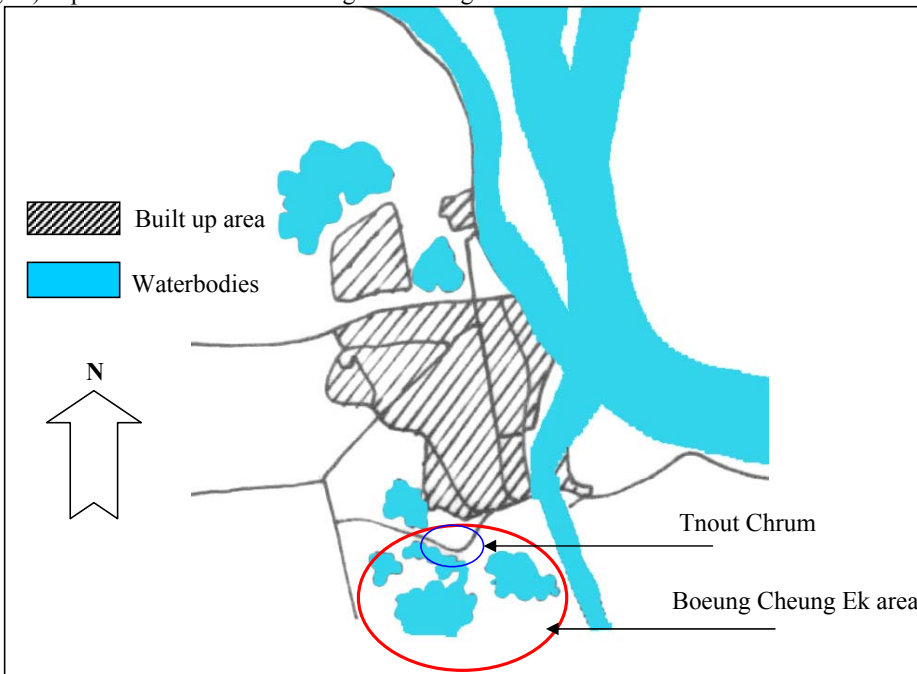 Built up area
Waterbodies
N
Tnout Chrum
Boeung Cheung Ek area